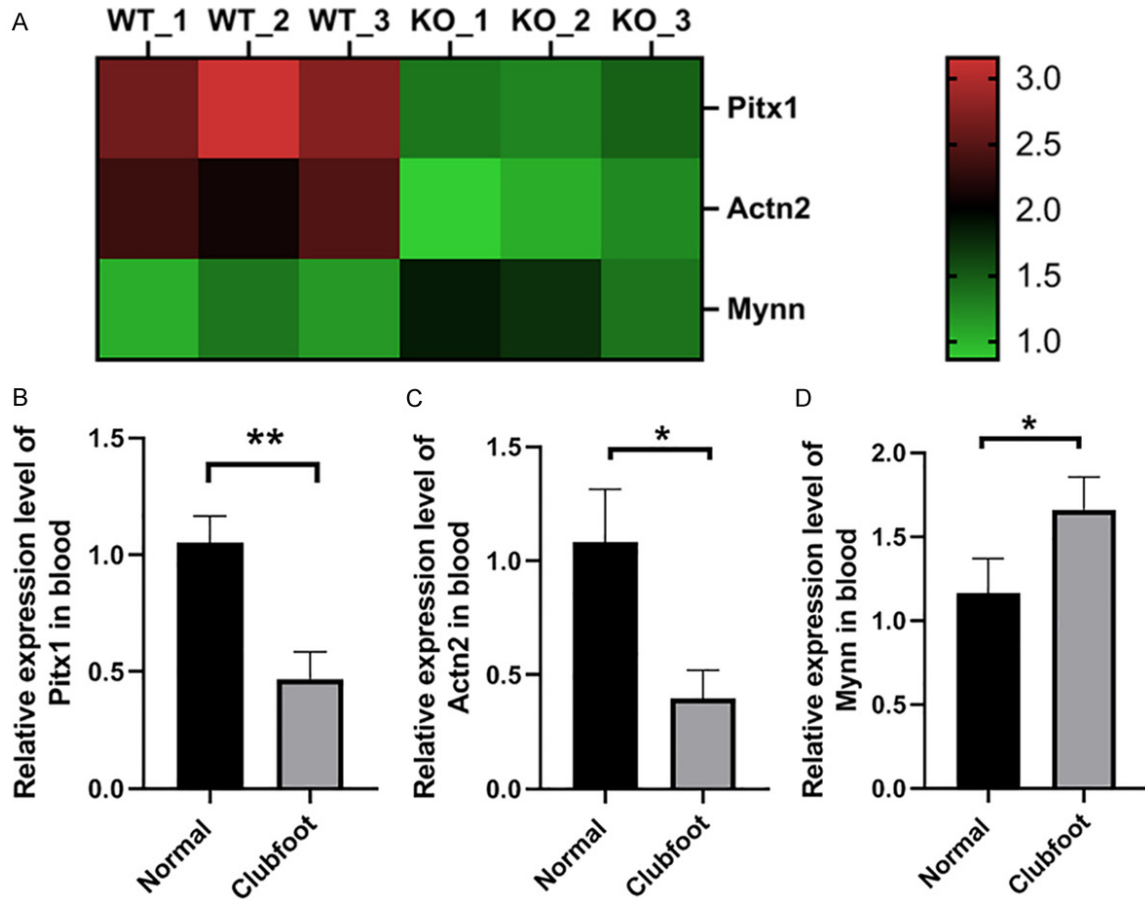 A
WT_1 WT_2 WT_3 KO_1 KO_2 KO_3
Pitx1
Actn2
Mynn
3.0
2.5
2.0
1.5
1.0
B
Relative expression level of
Pitx1 in blood
1.5
1.0
0.5
0.0
**
Normal
Clubfoot
C
Relative expression level of
Actn2 in blood
1.5
1.0
0.5
0.0
*
Normal
Clubfoot
D
Relative expression level of
Mynn in blood
2.0
1.5
1.0
0.5
0.0
*
Normal
Clubfoot